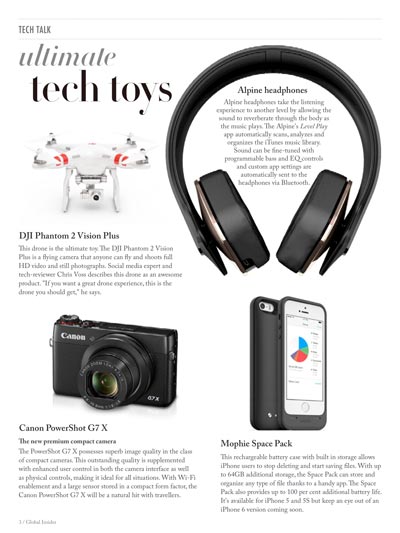 TECH TALK
ultimate
tech toys
Alpine headphones
Alpine headphones take the listening
experience to another level by allowing the
sound to reverberate through the body as
the music plays. The Alpine's Level Play
app automatically scans, analyzes and
organizes the iTunes music library.
Sound can be fine-tuned with
programmable bass and EQ controls
and custom app settings are
automatically sent to the
headphones via Bluetooth.
DJI Phantom 2 Vision Plus
This drone is the ultimate toy. The DJI Phantom 2 Vision
Plus is a flying camera that anyone can fly and shoots full
HD video and still photographs. Social media expert and
tech-reviewer Chris Voss describes this drone as an awesome
product. "If you want a great drone experience, this is the
drone you should get," he says.
Canon
G7X
Canon PowerShot G7 X
The new premium compact camera
The PowerShot G7 X possesses superb image quality in the class
of compact cameras. This outstanding quality is supplemented
with enhanced user control in both the camera interface as well
as physical controls, making it ideal for all situations. With Wi-Fi
enablement and a large sensor stored in a compact form factor, the
Canon PowerShot G7 X will be a natural hit with travellers.
Mophie Space Pack
This rechargeable battery case with built in storage allows
iPhone users to stop deleting and start saving files. With up
to 64GB additional storage, the Space Pack can store and
organize any type of file thanks to a handy app. The Space
Pack also provides up to 100 per cent additional battery life.
It's available for iPhone 5 and 5S but keep an eye out for an
iPhone 6 version coming soon.
2 / Global Insider